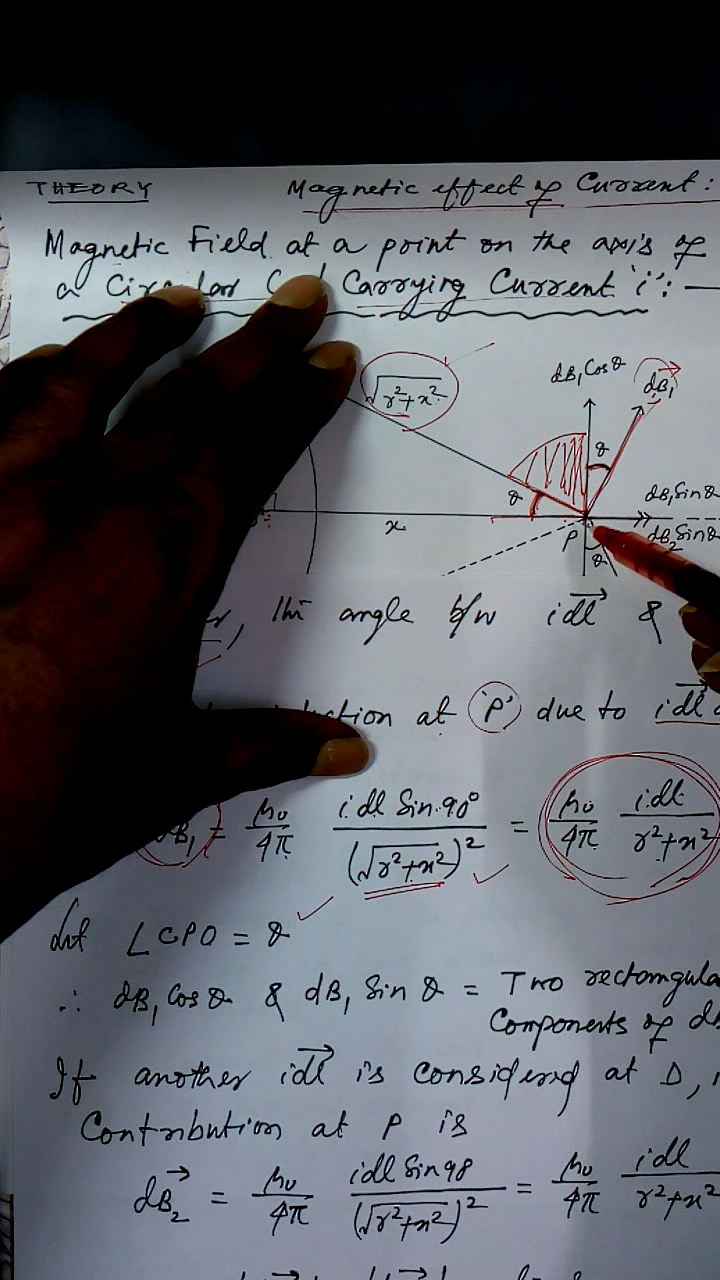 THEORY Magnetic effect of Current :
Magnetic Field at a point on the axis of
a Circular Carrying Current 'i' : —
√r²+x²
dB₁ Cos θ
dB₁
θ
θ
dB₁ Sin θ
x
dB₂ Sin θ
P
θ
the angle b/w idl &
at 'P' due to idl
dB₁ = μ₀/4π idl Sin 90°/(√r²+x²)² = μ₀/4π idl/r²+x²
Let ∠CPO = θ
∴ dB₁ Cos θ & dB₁ Sin θ = Two
Components of
If another idl is considered at D,
Contribution at P is
dB₂ = μ₀/4π idl Sin 90/(√r²+x²)² = μ₀/4π idl/r²+x²